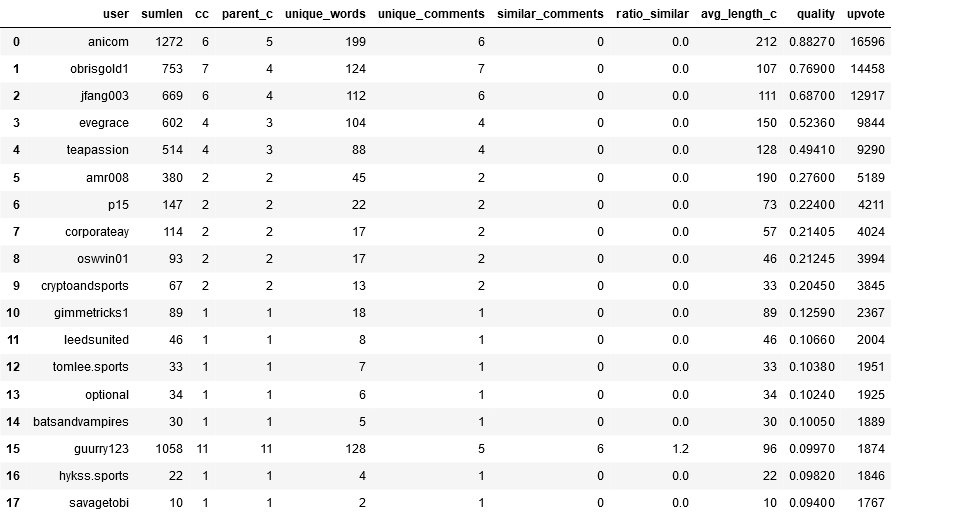 user sumlen cc parent_c unique_words unique_comments similar_comments ratio_similar avg_length_c quality upvote
0 anicom 1272 6 5 199 6 0 0.0 212 0.88270 16596
1 obrisgold1 753 7 4 124 7 0 0.0 107 0.76900 14458
2 jfang003 669 6 4 112 6 0 0.0 111 0.68700 12917
3 evegrace 602 4 3 104 4 0 0.0 150 0.52360 9844
4 teapassion 514 4 3 88 4 0 0.0 128 0.49410 9290
5 amr008 380 2 2 45 2 0 0.0 190 0.27600 5189
6 p15 147 2 2 22 2 0 0.0 73 0.22400 4211
7 corporateay 114 2 2 17 2 0 0.0 57 0.21405 4024
8 oswvin01 93 2 2 17 2 0 0.0 46 0.21245 3994
9 cryptoandsports 67 2 2 13 2 0 0.0 33 0.20450 3845
10 gimmetricks1 89 1 1 18 1 0 0.0 89 0.12590 2367
11 leedsunited 46 1 1 8 1 0 0.0 46 0.10660 2004
12 tomlee.sports 33 1 1 7 1 0 0.0 33 0.10380 1951
13 optional 34 1 1 6 1 0 0.0 34 0.10240 1925
14 batsandvampires 30 1 1 5 1 0 0.0 30 0.10050 1889
15 guurry123 1058 11 11 128 5 6 1.2 96 0.09970 1874
16 hykss.sports 22 1 1 4 1 0 0.0 22 0.09820 1846
17 savagetobi 10 1 1 2 1 0 0.0 10 0.09400 1767